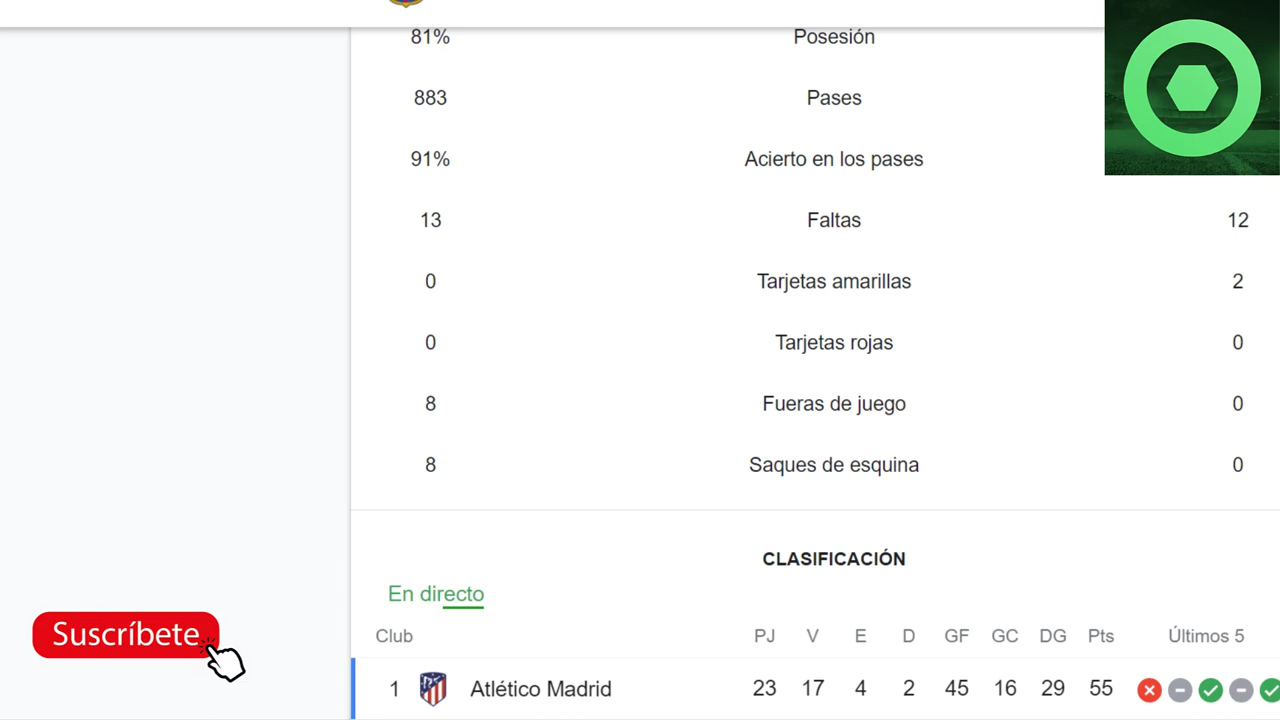 81% Posesión
883 Pases
91% Acierto en los pases
13 Faltas 12
0 Tarjetas amarillas 2
0 Tarjetas rojas 0
8 Fueras de juego 0
8 Saques de esquina 0
CLASIFICACIÓN
En directo
Club PJ V E D GF GC DG Pts Últimos 5
1 Atlético Madrid 23 17 4 2 45 16 29 55
Suscríbete